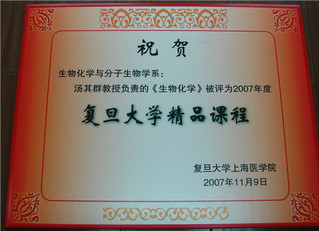 祝贺
生物化学与分子生物学系：
汤其群教授负责的《生物化学》被评为2007年度
复旦大学精品课程
复旦大学上海医学院
2007年11月9日